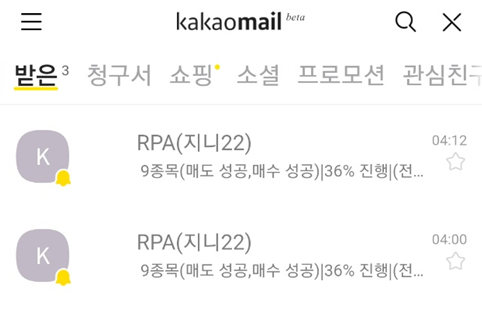 kakaomail beta
받은 3 청구서 쇼핑 소셜 프로모션 관심친구
K
RPA(지니22)
04:12
9종목(매도 성공,매수 성공)|36% 진행|(전...
K
RPA(지니22)
04:00
9종목(매도 성공,매수 성공)|36% 진행|(전...